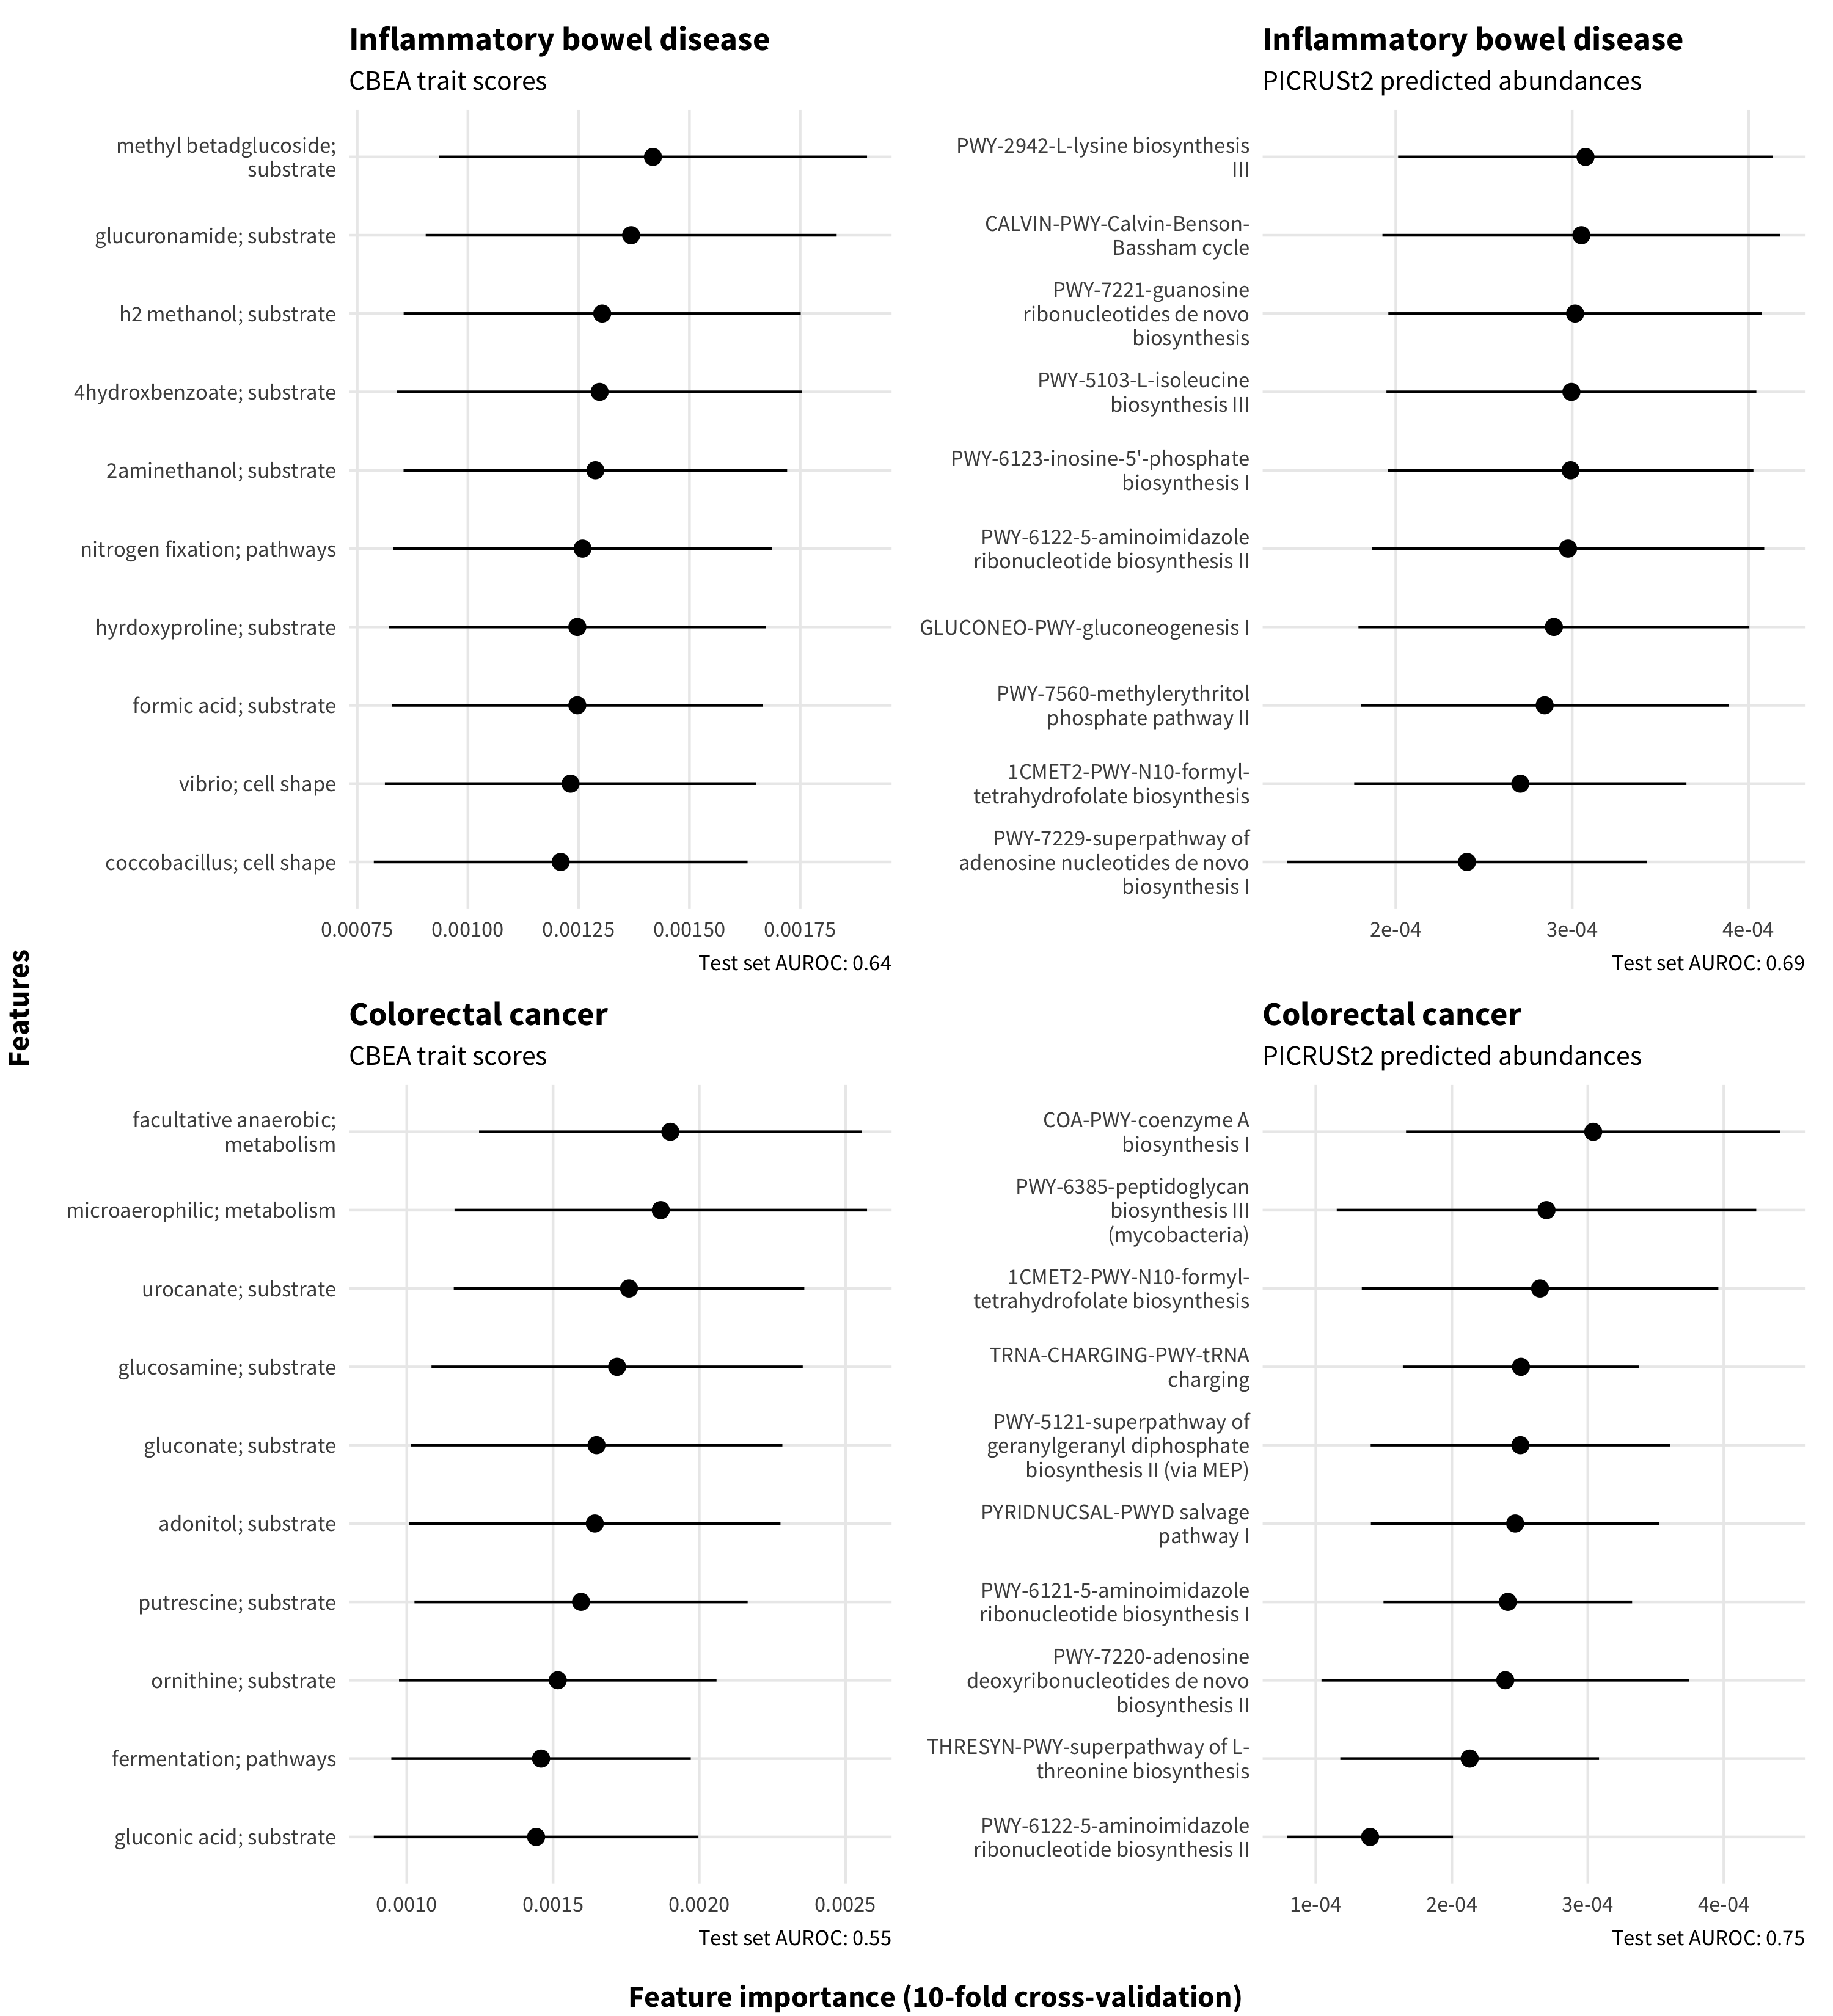 Inflammatory bowel disease
CBEA trait scores
methyl betadglucoside;
substrate
glucuronamide; substrate
h2 methanol; substrate
4hydroxbenzoate; substrate
2aminethanol; substrate
nitrogen fixation; pathways
hyrdoxyproline; substrate
formic acid; substrate
vibrio; cell shape
coccobacillus; cell shape
0.00075 0.00100 0.00125 0.00150 0.00175
Test set AUROC: 0.64
Inflammatory bowel disease
PICRUSt2 predicted abundances
PWY-2942-L-lysine biosynthesis
III
CALVIN-PWY-Calvin-Benson-
Bassham cycle
PWY-7221-guanosine
ribonucleotides de novo
biosynthesis
PWY-5103-L-isoleucine
biosynthesis III
PWY-6123-inosine-5'-phosphate
biosynthesis I
PWY-6122-5-aminoimidazole
ribonucleotide biosynthesis II
GLUCONEO-PWY-gluconeogenesis I
PWY-7560-methylerythritol
phosphate pathway II
1CMET2-PWY-N10-formyl-
tetrahydrofolate biosynthesis
PWY-7229-superpathway of
adenosine nucleotides de novo
biosynthesis I
2e-04 3e-04 4e-04
Test set AUROC: 0.69
Features
Colorectal cancer
CBEA trait scores
facultative anaerobic;
metabolism
microaerophilic; metabolism
urocanate; substrate
glucosamine; substrate
gluconate; substrate
adonitol; substrate
putrescine; substrate
ornithine; substrate
fermentation; pathways
gluconic acid; substrate
0.0010 0.0015 0.0020 0.0025
Test set AUROC: 0.55
Colorectal cancer
PICRUSt2 predicted abundances
COA-PWY-coenzyme A
biosynthesis I
PWY-6385-peptidoglycan
biosynthesis III
(mycobacteria)
1CMET2-PWY-N10-formyl-
tetrahydrofolate biosynthesis
TRNA-CHARGING-PWY-tRNA
charging
PWY-5121-superpathway of
geranylgeranyl diphosphate
biosynthesis II (via MEP)
PYRIDNUCSAL-PWYD salvage
pathway I
PWY-6121-5-aminoimidazole
ribonucleotide biosynthesis I
PWY-7220-adenosine
deoxyribonucleotides de novo
biosynthesis II
THRESYN-PWY-superpathway of L-
threonine biosynthesis
PWY-6122-5-aminoimidazole
ribonucleotide biosynthesis II
1e-04 2e-04 3e-04 4e-04
Test set AUROC: 0.75
Feature importance (10-fold cross-validation)